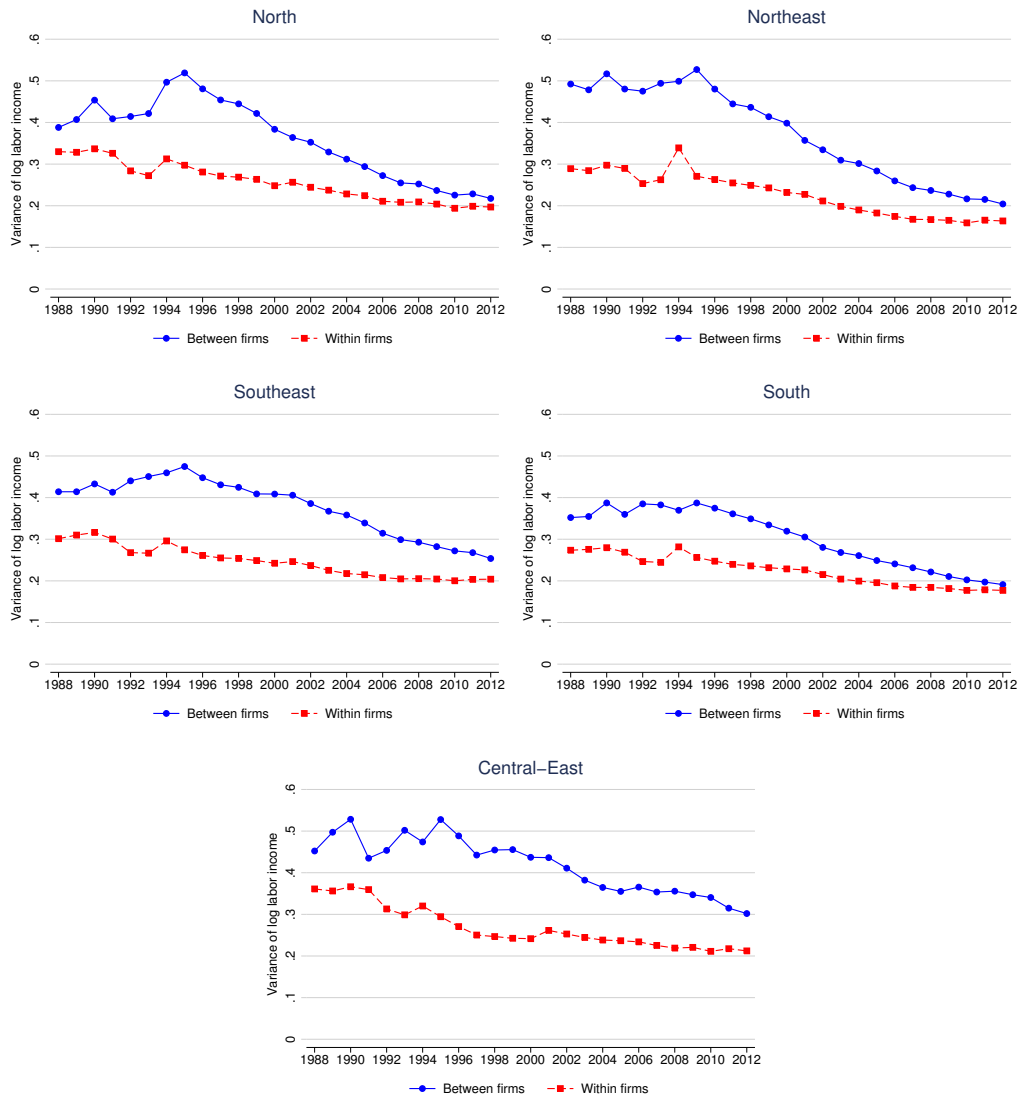 North
Variance of log labor income
0 .1 .2 .3 .4 .5 .6
1988 1990 1992 1994 1996 1998 2000 2002 2004 2006 2008 2010 2012
Between firms Within firms
Northeast
Variance of log labor income
0 .1 .2 .3 .4 .5 .6
1988 1990 1992 1994 1996 1998 2000 2002 2004 2006 2008 2010 2012
Between firms Within firms
Southeast
Variance of log labor income
0 .1 .2 .3 .4 .5 .6
1988 1990 1992 1994 1996 1998 2000 2002 2004 2006 2008 2010 2012
Between firms Within firms
South
Variance of log labor income
0 .1 .2 .3 .4 .5 .6
1988 1990 1992 1994 1996 1998 2000 2002 2004 2006 2008 2010 2012
Between firms Within firms
Central−East
Variance of log labor income
0 .1 .2 .3 .4 .5 .6
1988 1990 1992 1994 1996 1998 2000 2002 2004 2006 2008 2010 2012
Between firms Within firms